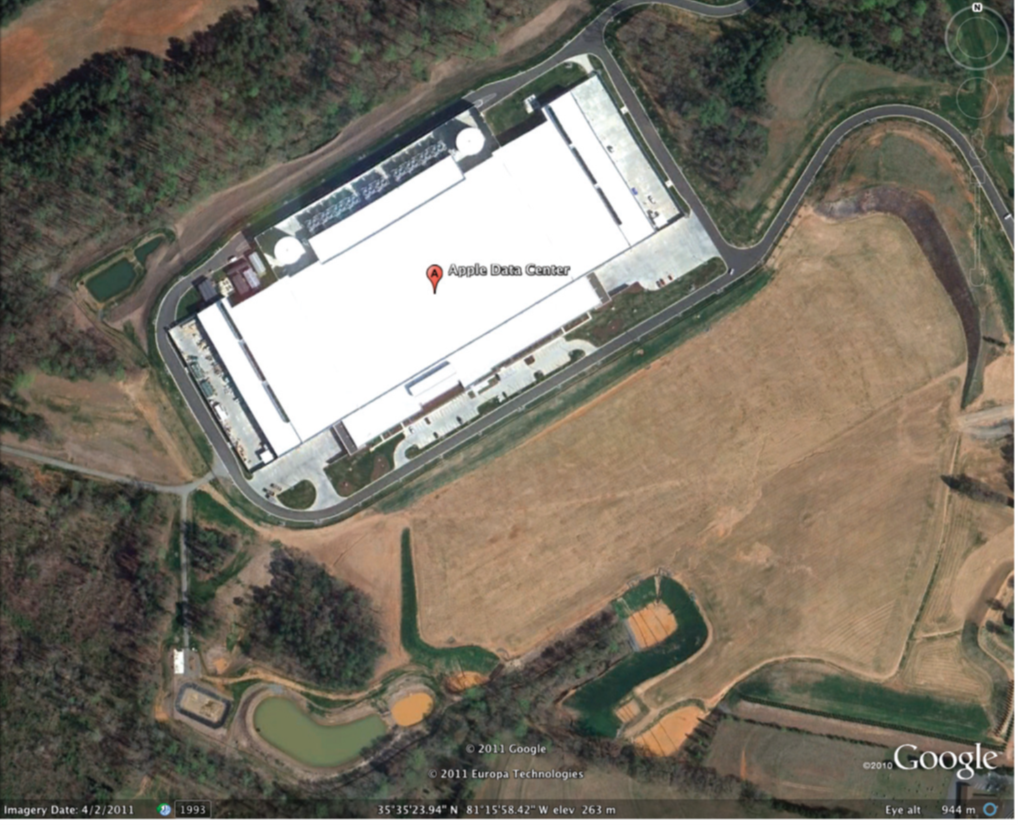 N
A
Apple Data Center
© 2011 Google
© 2011 Europa Technologies
©2010 Google
Imagery Date: 4/2/2011 1993 35°35'23.94" N 81°15'58.42" W elev 263 m Eye alt 944 m